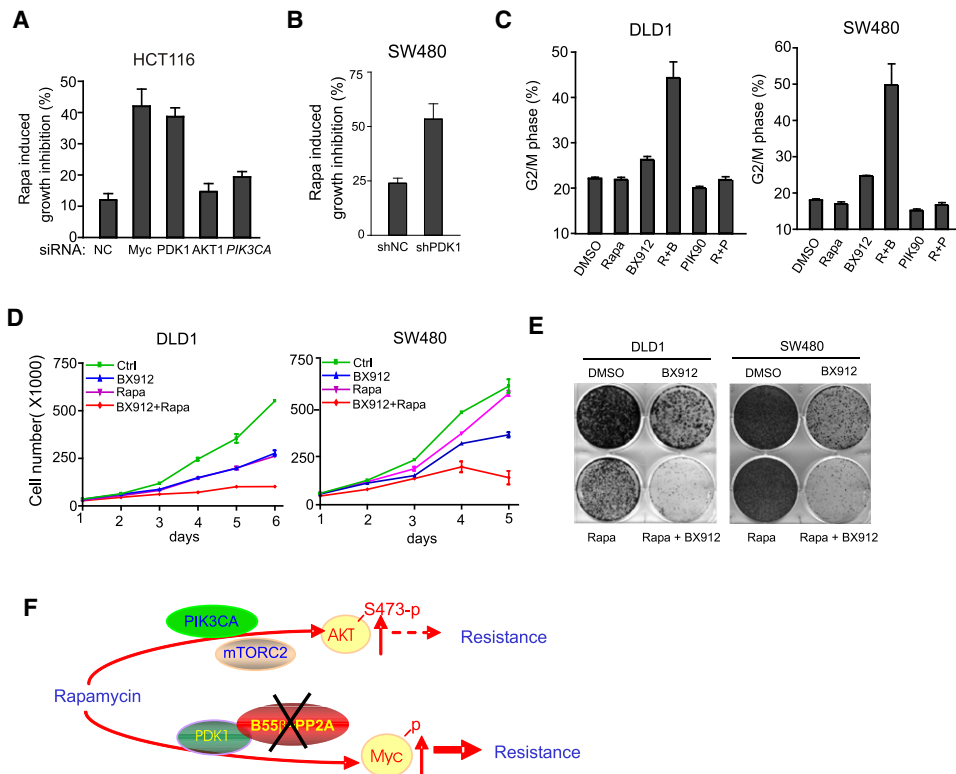 A
HCT116
Rapa induced
growth inhibition (%)
50
40
30
20
10
0
siRNA: NC Myc PDK1 AKT1 PIK3CA
B
SW480
Rapa induced
growth inhibition (%)
75
50
25
0
shNC shPDK1
C
DLD1
G2/M phase (%)
50
40
30
20
10
DMSO Rapa BX912 R+B PIK90 R+P
SW480
G2/M phase (%)
60
50
40
30
20
10
DMSO Rapa BX912 R+B PIK90 R+P
D
DLD1
Cell number( X1000)
750
500
250
0
Ctrl
BX912
Rapa
BX912+Rapa
1 2 3 4 5 6
days
SW480
750
500
250
0
Ctrl
BX912
Rapa
BX912+Rapa
1 2 3 4 5
days
E
DLD1
DMSO BX912
Rapa Rapa + BX912
SW480
DMSO BX912
Rapa Rapa + BX912
F
PIK3CA
mTORC2
AKT
S473-p
Resistance
Rapamycin
PDK1
PP2A
Myc
p
Resistance